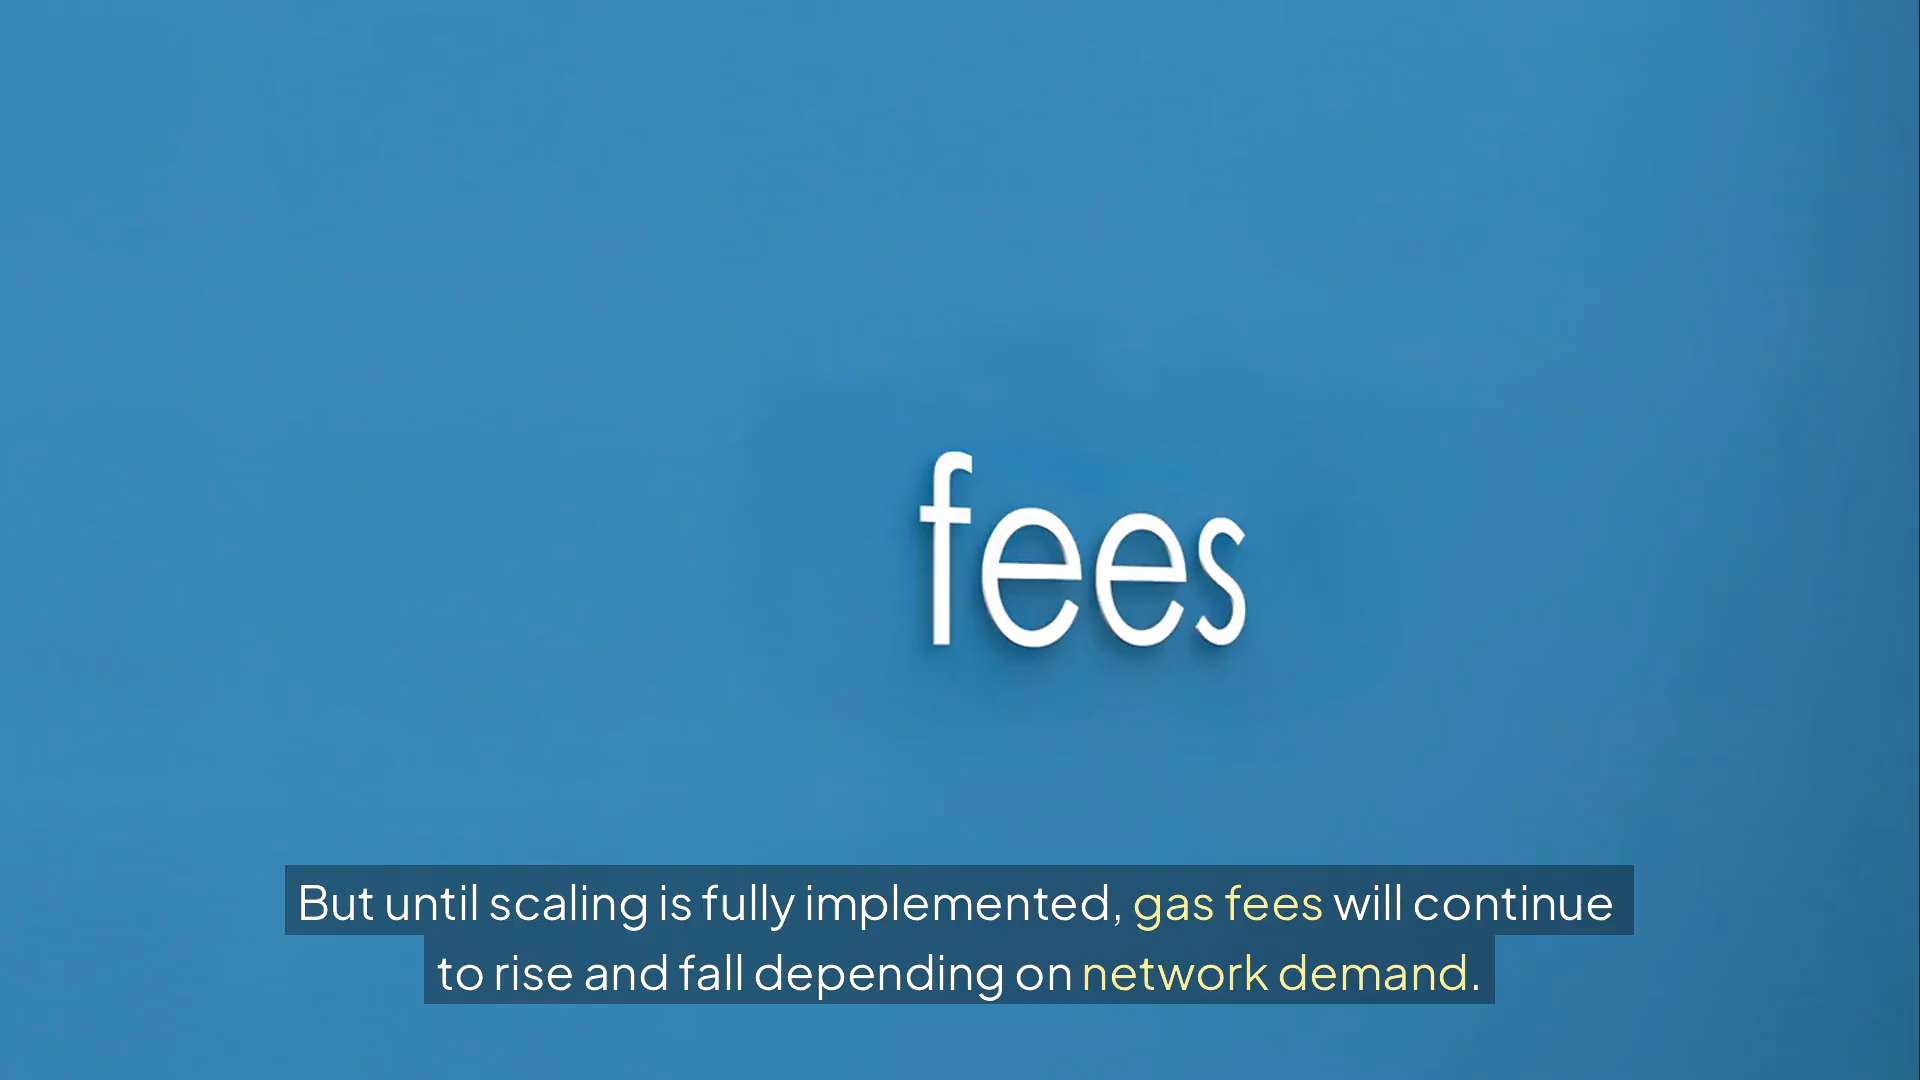 fees
But until scaling is fully implemented, gas fees will continue
to rise and fall depending on network demand.